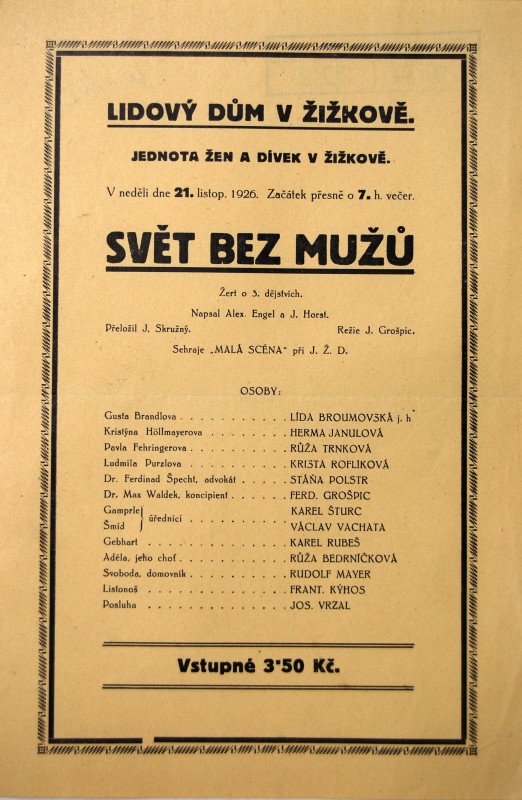 LIDOVÝ DŮM V ŽIŽKOVĚ.
JEDNOTA ŽEN A DÍVEK V ŽIŽKOVĚ.
V neděli dne 21. listop. 1926. Začátek přesně o 7. h. večer.
SVĚT BEZ MUŽŮ
Žert o 3. dějstvích.
Napsal Alex. Engel a J. Horst.
Přeložil J. Skružný. Režie J. Grošpic.
Sehraje „MALÁ SCÉNA" při J. Ž. D.
OSOBY:
Gusta Brandlova . . . . . . . . . . . LÍDA BROUMOVSKÁ j. h
Kristýna Höllmayerova . . . . . . . . HERMA JANULOVÁ
Pavla Fehringerova . . . . . . . . . . RŮŽA TRNKOVÁ
Ludmila Purzlova . . . . . . . . . . KRISTA ROFLIKOVÁ
Dr. Ferdinad Špecht, advokát . . . . . STÁŇA POLSTR
Dr. Max Waldek, koncipient . . . . . . FERD. GROŠPIC
Gamprle } úředníci . . . . . . . . . . KAREL ŠTURC
Šmid VÁCLAV VACHATA
Gebhart . . . . . . . . . . . . . KAREL RUBEŠ
Adéla, jeho choť . . . . . . . . . . . RŮŽA BEDRNÍČKOVÁ
Svoboda, domovník . . . . . . . . . . RUDOLF MAYER
Listonoš . . . . . . . . . . . . . FRANT. KÝHOS
Posluha . . . . . . . . . . . . . JOS. VRZAL
Vstupné 3·50 Kč.